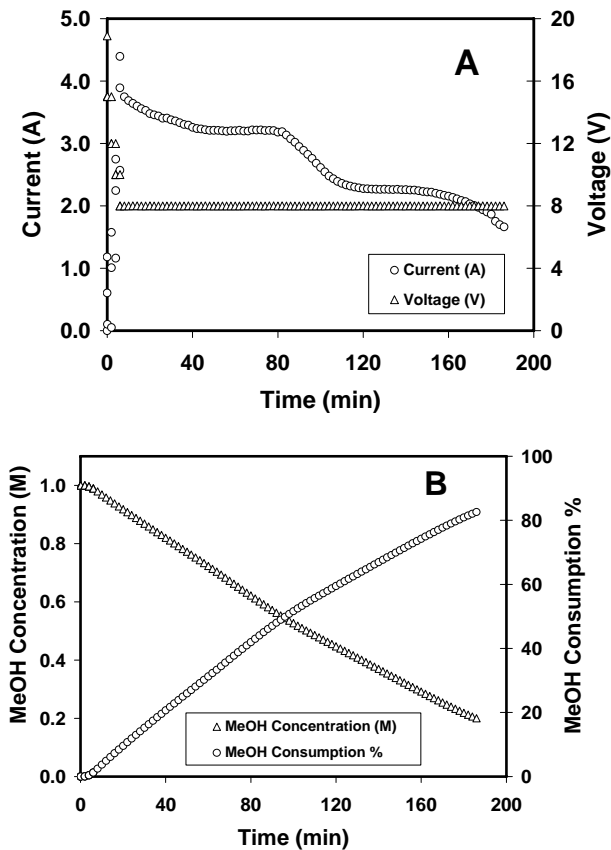 A
Current (A)
5.0
4.0
3.0
2.0
1.0
0.0
Voltage (V)
20
16
12
8
4
0
Current (A)
Voltage (V)
0 40 80 120 160 200
Time (min)
B
MeOH Concentration (M)
1.0
0.8
0.6
0.4
0.2
0.0
MeOH Consumption %
100
80
60
40
20
0
MeOH Concentration (M)
MeOH Consumption %
0 40 80 120 160 200
Time (min)